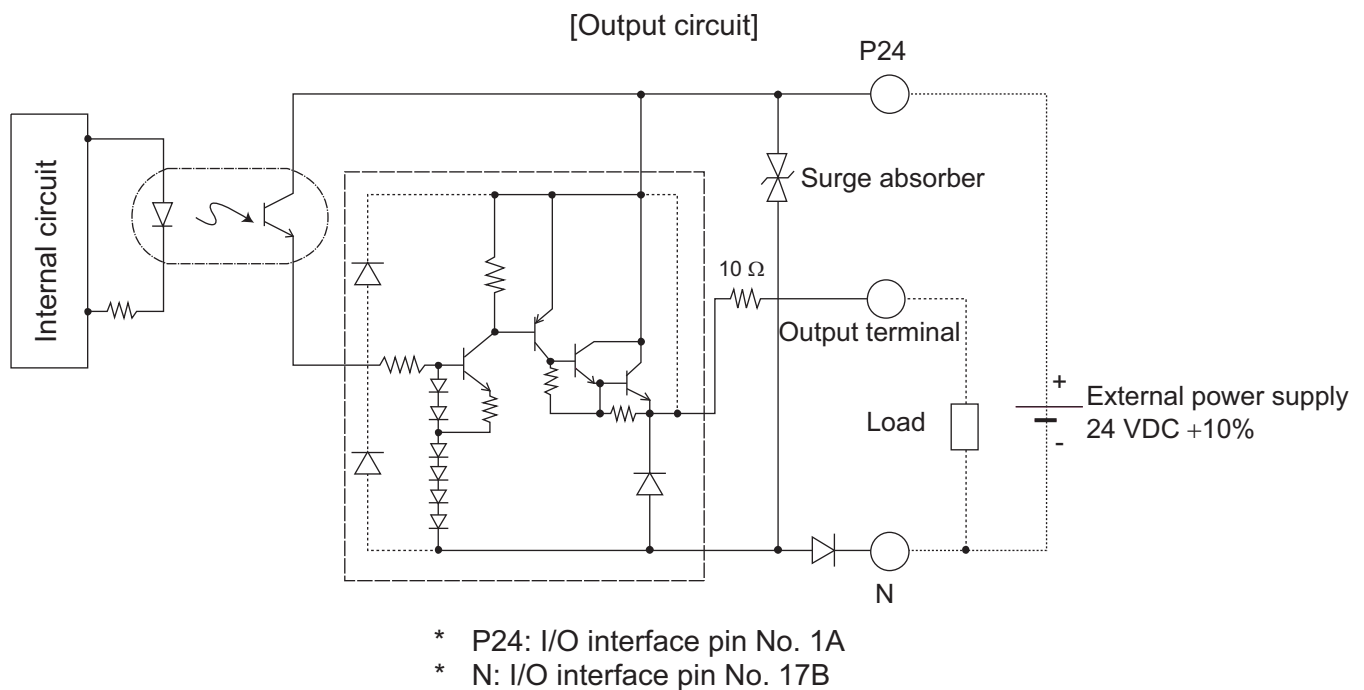 [Output circuit]
P24
Internal circuit
Surge absorber
10 Ω
Output terminal
Load
+
External power supply
24 VDC +10%
-
N
* P24: I/O interface pin No. 1A
* N: I/O interface pin No. 17B